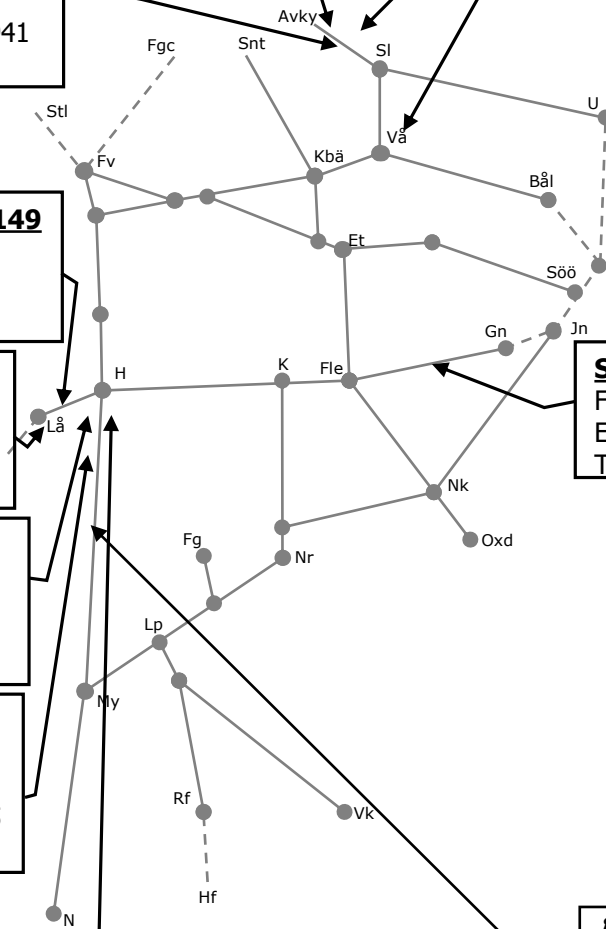 Avky
941
Fgc
Snt
Sl
Stl
U
Vå
Kbä
Fv
Bål
149
Et
Söö
Gn
Jn
H
K
Fle
S
F
E
T
Lå
Nk
Fg
Oxd
Nr
Lp
My
Rf
Vk
Hf
N